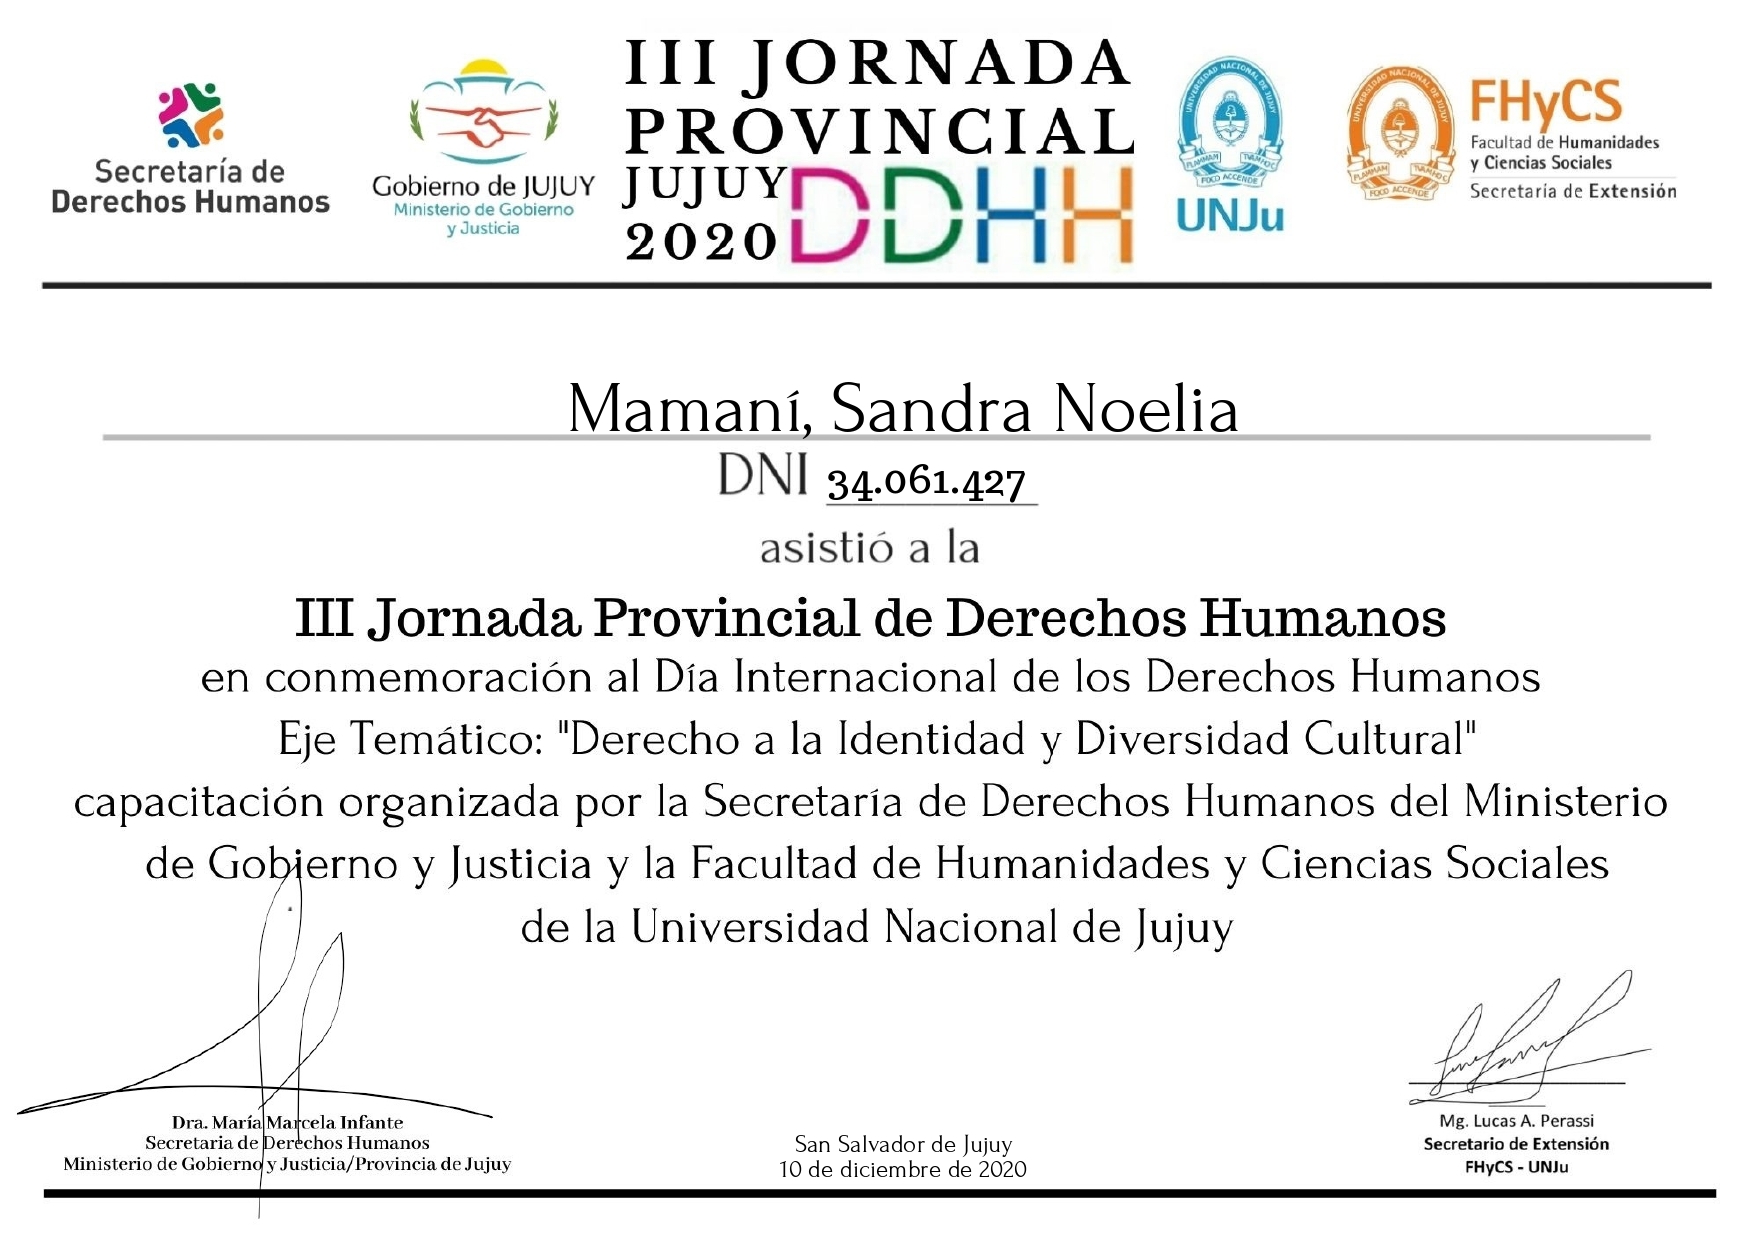 Secretaría de
Derechos Humanos
Gobierno de JUJUY
Ministerio de Gobierno
y Justicia
III JORNADA
PROVINCIAL
JUJUY
2020
DDHH
UNIVERSIDAD NACIONAL DE JUJUY
FOCO ACCENDE
UNJu
UNIVERSIDAD NACIONAL DE JUJUY
FOCO ACCENDE
FHyCS
Facultad de Humanidades
y Ciencias Sociales
Secretaría de Extensión
Mamaní, Sandra Noelia
DNI 34.061.427
asistió a la
III Jornada Provincial de Derechos Humanos
en conmemoración al Día Internacional de los Derechos Humanos
Eje Temático: "Derecho a la Identidad y Diversidad Cultural"
capacitación organizada por la Secretaría de Derechos Humanos del Ministerio
de Gobierno y Justicia y la Facultad de Humanidades y Ciencias Sociales
de la Universidad Nacional de Jujuy
Dra. María Marcela Infante
Secretaria de Derechos Humanos
Ministerio de Gobierno y Justicia/Provincia de Jujuy
San Salvador de Jujuy
10 de diciembre de 2020
Mg. Lucas A. Perassi
Secretario de Extensión
FHyCS - UNJu